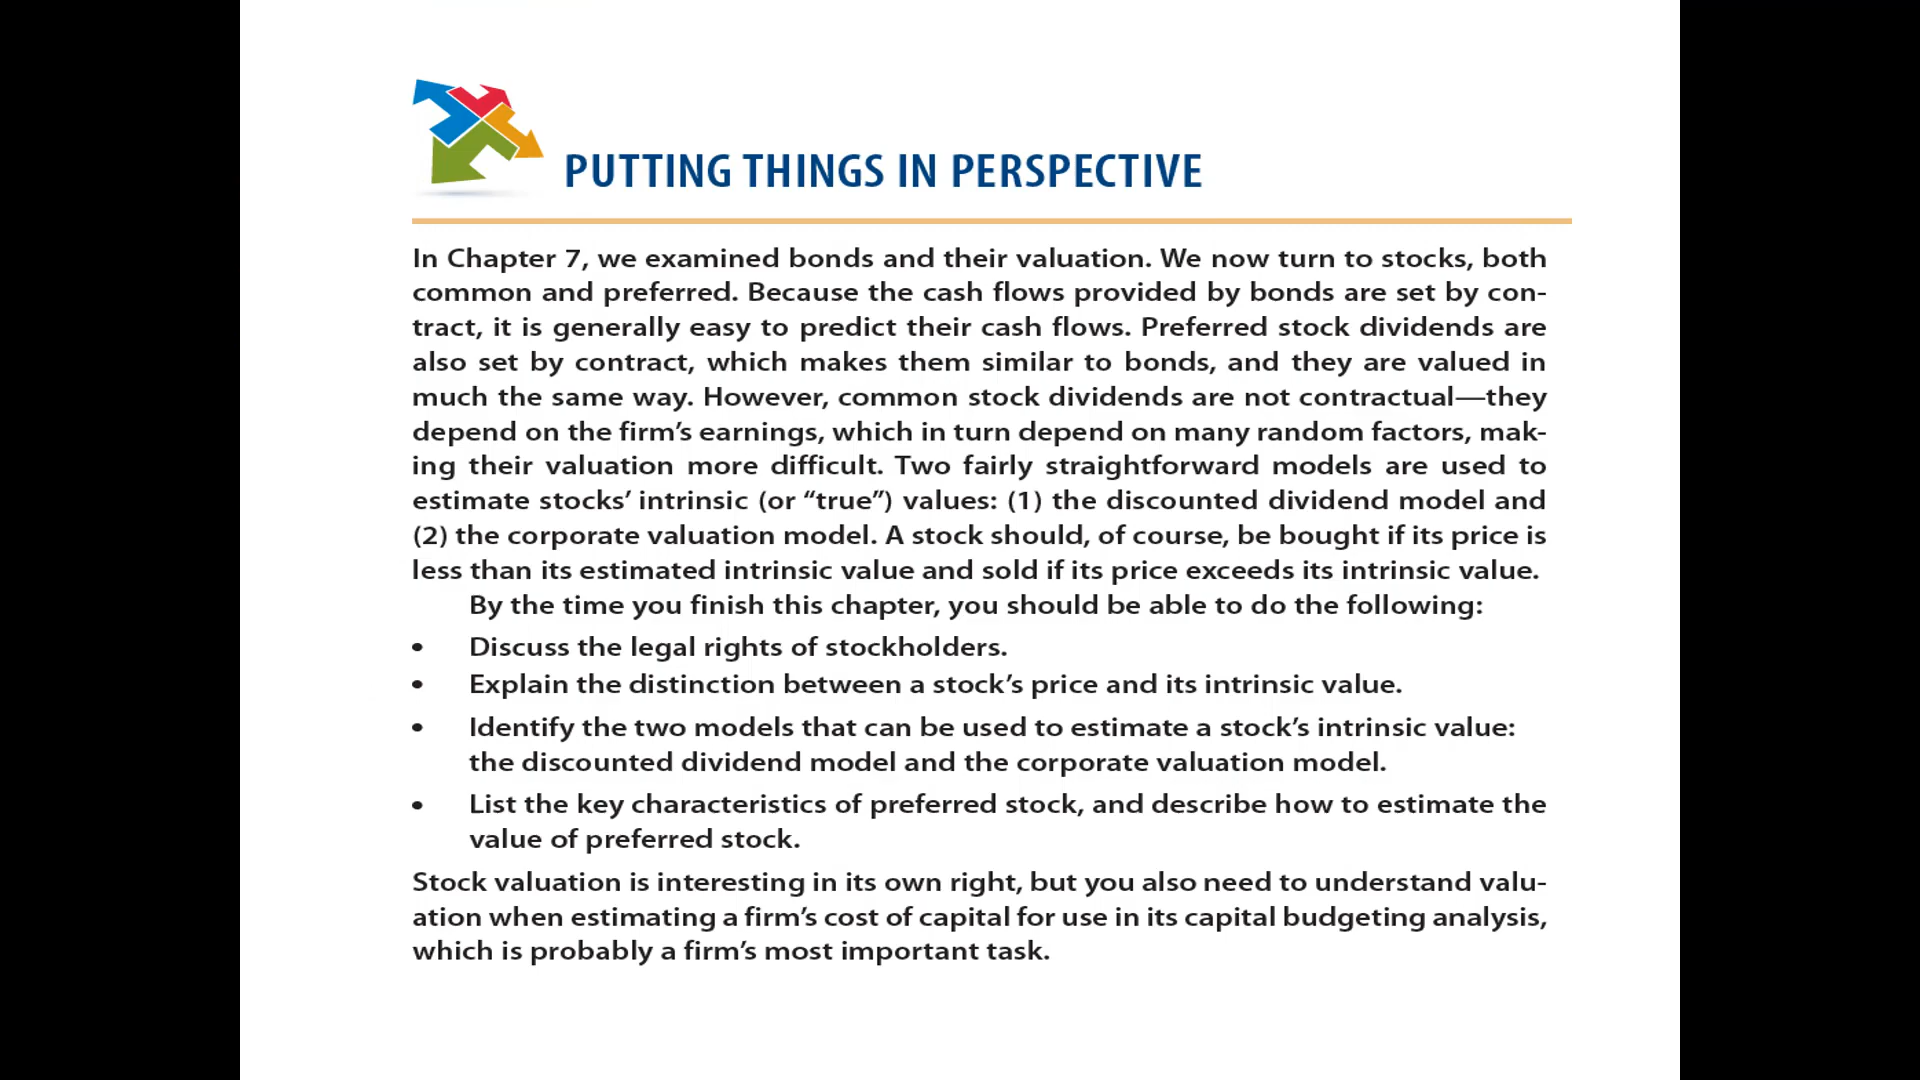 PUTTING THINGS IN PERSPECTIVE
In Chapter 7, we examined bonds and their valuation. We now turn to stocks, both
common and preferred. Because the cash flows provided by bonds are set by con-
tract, it is generally easy to predict their cash flows. Preferred stock dividends are
also set by contract, which makes them similar to bonds, and they are valued in
much the same way. However, common stock dividends are not contractual—they
depend on the firm’s earnings, which in turn depend on many random factors, mak-
ing their valuation more difficult. Two fairly straightforward models are used to
estimate stocks’ intrinsic (or “true”) values: (1) the discounted dividend model and
(2) the corporate valuation model. A stock should, of course, be bought if its price is
less than its estimated intrinsic value and sold if its price exceeds its intrinsic value.
By the time you finish this chapter, you should be able to do the following:
• Discuss the legal rights of stockholders.
• Explain the distinction between a stock’s price and its intrinsic value.
• Identify the two models that can be used to estimate a stock’s intrinsic value:
the discounted dividend model and the corporate valuation model.
• List the key characteristics of preferred stock, and describe how to estimate the
value of preferred stock.
Stock valuation is interesting in its own right, but you also need to understand valu-
ation when estimating a firm’s cost of capital for use in its capital budgeting analysis,
which is probably a firm’s most important task.